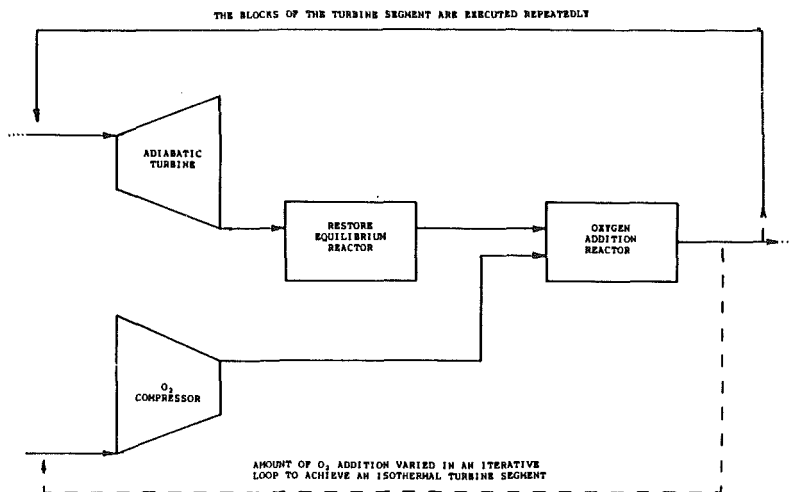 THE BLOCKS OF THE TURBINE SEGMENT ARE EXECUTED REPEATEDLY
ADIABATIC
TURBINE
RESTORE
EQUILIBRIUM
REACTOR
OXYGEN
ADDITION
REACTOR
O₂
COMPRESSOR
AMOUNT OF O₂ ADDITION VARIED IN AN ITERATIVE
LOOP TO ACHIEVE AN ISOTHERMAL TURBINE SEGMENT